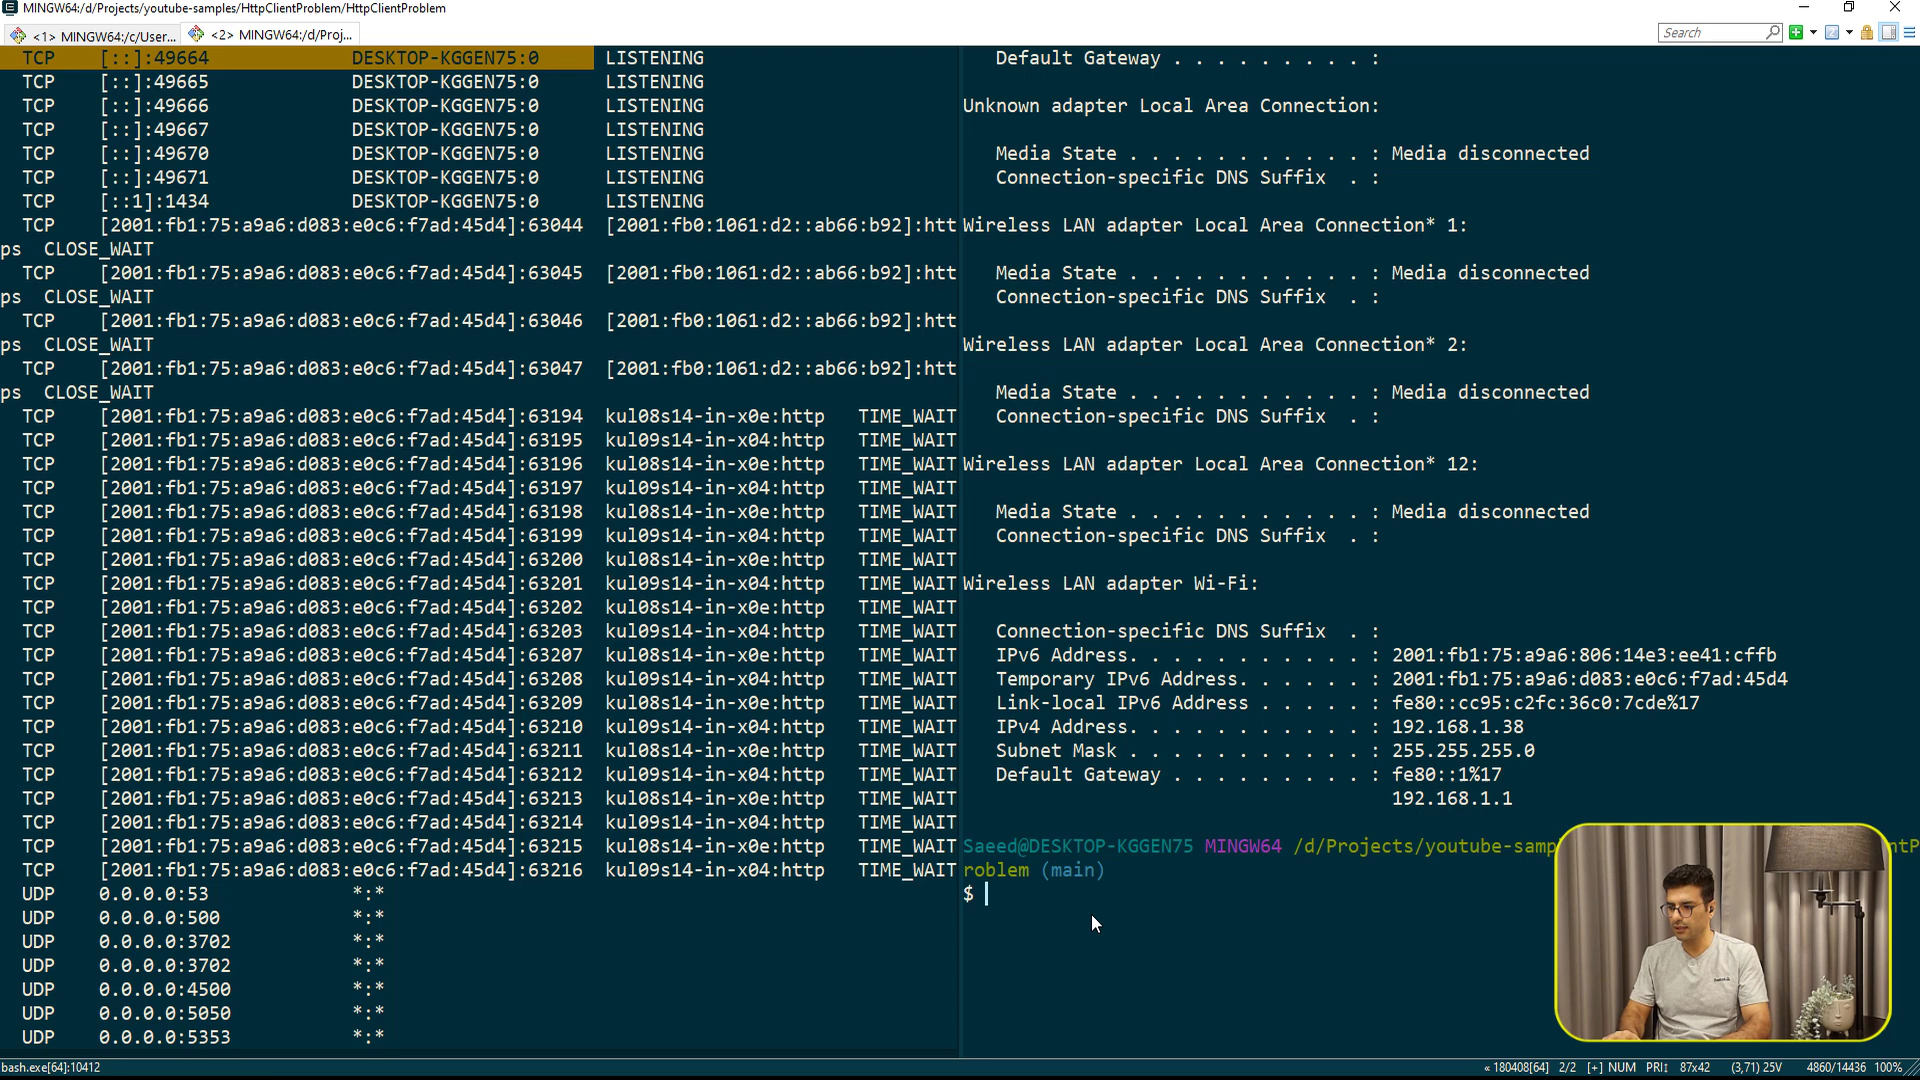 MINGW64:/d/Projects/youtube-samples/HttpClientProblem/HttpClientProblem
<1> MINGW64:/c/User...
<2> MINGW64:/d/Proj...
Search
TCP [::]:49664 DESKTOP-KGGEN75:0 LISTENING
TCP [::]:49665 DESKTOP-KGGEN75:0 LISTENING
TCP [::]:49666 DESKTOP-KGGEN75:0 LISTENING
TCP [::]:49667 DESKTOP-KGGEN75:0 LISTENING
TCP [::]:49670 DESKTOP-KGGEN75:0 LISTENING
TCP [::]:49671 DESKTOP-KGGEN75:0 LISTENING
TCP [::1]:1434 DESKTOP-KGGEN75:0 LISTENING
TCP [2001:fb1:75:a9a6:d083:e0c6:f7ad:45d4]:63044 [2001:fb0:1061:d2::ab66:b92]:htt
ps CLOSE_WAIT
TCP [2001:fb1:75:a9a6:d083:e0c6:f7ad:45d4]:63045 [2001:fb0:1061:d2::ab66:b92]:htt
ps CLOSE_WAIT
TCP [2001:fb1:75:a9a6:d083:e0c6:f7ad:45d4]:63046 [2001:fb0:1061:d2::ab66:b92]:htt
ps CLOSE_WAIT
TCP [2001:fb1:75:a9a6:d083:e0c6:f7ad:45d4]:63047 [2001:fb0:1061:d2::ab66:b92]:htt
ps CLOSE_WAIT
TCP [2001:fb1:75:a9a6:d083:e0c6:f7ad:45d4]:63194 kul08s14-in-x0e:http TIME_WAIT
TCP [2001:fb1:75:a9a6:d083:e0c6:f7ad:45d4]:63195 kul09s14-in-x04:http TIME_WAIT
TCP [2001:fb1:75:a9a6:d083:e0c6:f7ad:45d4]:63196 kul08s14-in-x0e:http TIME_WAIT
TCP [2001:fb1:75:a9a6:d083:e0c6:f7ad:45d4]:63197 kul09s14-in-x04:http TIME_WAIT
TCP [2001:fb1:75:a9a6:d083:e0c6:f7ad:45d4]:63198 kul08s14-in-x0e:http TIME_WAIT
TCP [2001:fb1:75:a9a6:d083:e0c6:f7ad:45d4]:63199 kul09s14-in-x04:http TIME_WAIT
TCP [2001:fb1:75:a9a6:d083:e0c6:f7ad:45d4]:63200 kul08s14-in-x0e:http TIME_WAIT
TCP [2001:fb1:75:a9a6:d083:e0c6:f7ad:45d4]:63201 kul09s14-in-x04:http TIME_WAIT
TCP [2001:fb1:75:a9a6:d083:e0c6:f7ad:45d4]:63202 kul08s14-in-x0e:http TIME_WAIT
TCP [2001:fb1:75:a9a6:d083:e0c6:f7ad:45d4]:63203 kul09s14-in-x04:http TIME_WAIT
TCP [2001:fb1:75:a9a6:d083:e0c6:f7ad:45d4]:63207 kul08s14-in-x0e:http TIME_WAIT
TCP [2001:fb1:75:a9a6:d083:e0c6:f7ad:45d4]:63208 kul09s14-in-x04:http TIME_WAIT
TCP [2001:fb1:75:a9a6:d083:e0c6:f7ad:45d4]:63209 kul08s14-in-x0e:http TIME_WAIT
TCP [2001:fb1:75:a9a6:d083:e0c6:f7ad:45d4]:63210 kul09s14-in-x04:http TIME_WAIT
TCP [2001:fb1:75:a9a6:d083:e0c6:f7ad:45d4]:63211 kul08s14-in-x0e:http TIME_WAIT
TCP [2001:fb1:75:a9a6:d083:e0c6:f7ad:45d4]:63212 kul09s14-in-x04:http TIME_WAIT
TCP [2001:fb1:75:a9a6:d083:e0c6:f7ad:45d4]:63213 kul08s14-in-x0e:http TIME_WAIT
TCP [2001:fb1:75:a9a6:d083:e0c6:f7ad:45d4]:63214 kul09s14-in-x04:http TIME_WAIT
TCP [2001:fb1:75:a9a6:d083:e0c6:f7ad:45d4]:63215 kul08s14-in-x0e:http TIME_WAIT
TCP [2001:fb1:75:a9a6:d083:e0c6:f7ad:45d4]:63216 kul09s14-in-x04:http TIME_WAIT
UDP 0.0.0.0:53 *:*
UDP 0.0.0.0:500 *:*
UDP 0.0.0.0:3702 *:*
UDP 0.0.0.0:3702 *:*
UDP 0.0.0.0:4500 *:*
UDP 0.0.0.0:5050 *:*
UDP 0.0.0.0:5353 *:*
Default Gateway . . . . . . . . . :
Unknown adapter Local Area Connection:
Media State . . . . . . . . . . . : Media disconnected
Connection-specific DNS Suffix . :
Wireless LAN adapter Local Area Connection* 1:
Media State . . . . . . . . . . . : Media disconnected
Connection-specific DNS Suffix . :
Wireless LAN adapter Local Area Connection* 2:
Media State . . . . . . . . . . . : Media disconnected
Connection-specific DNS Suffix . :
Wireless LAN adapter Local Area Connection* 12:
Media State . . . . . . . . . . . : Media disconnected
Connection-specific DNS Suffix . :
Wireless LAN adapter Wi-Fi:
Connection-specific DNS Suffix . :
IPv6 Address. . . . . . . . . . . : 2001:fb1:75:a9a6:806:14e3:ee41:cffb
Temporary IPv6 Address. . . . . . : 2001:fb1:75:a9a6:d083:e0c6:f7ad:45d4
Link-local IPv6 Address . . . . . : fe80::cc95:c2fc:36c0:7cde%17
IPv4 Address. . . . . . . . . . . : 192.168.1.38
Subnet Mask . . . . . . . . . . . : 255.255.255.0
Default Gateway . . . . . . . . . : fe80::1%17
192.168.1.1
Saeed@DESKTOP-KGGEN75 MINGW64 /d/Projects/youtube-samp ntP
roblem (main)
$
bash.exe[64]:10412
« 180408[64] 2/2 [+] NUM PRI↕ 87x42 (3,71) 25V 4860/14436 100%